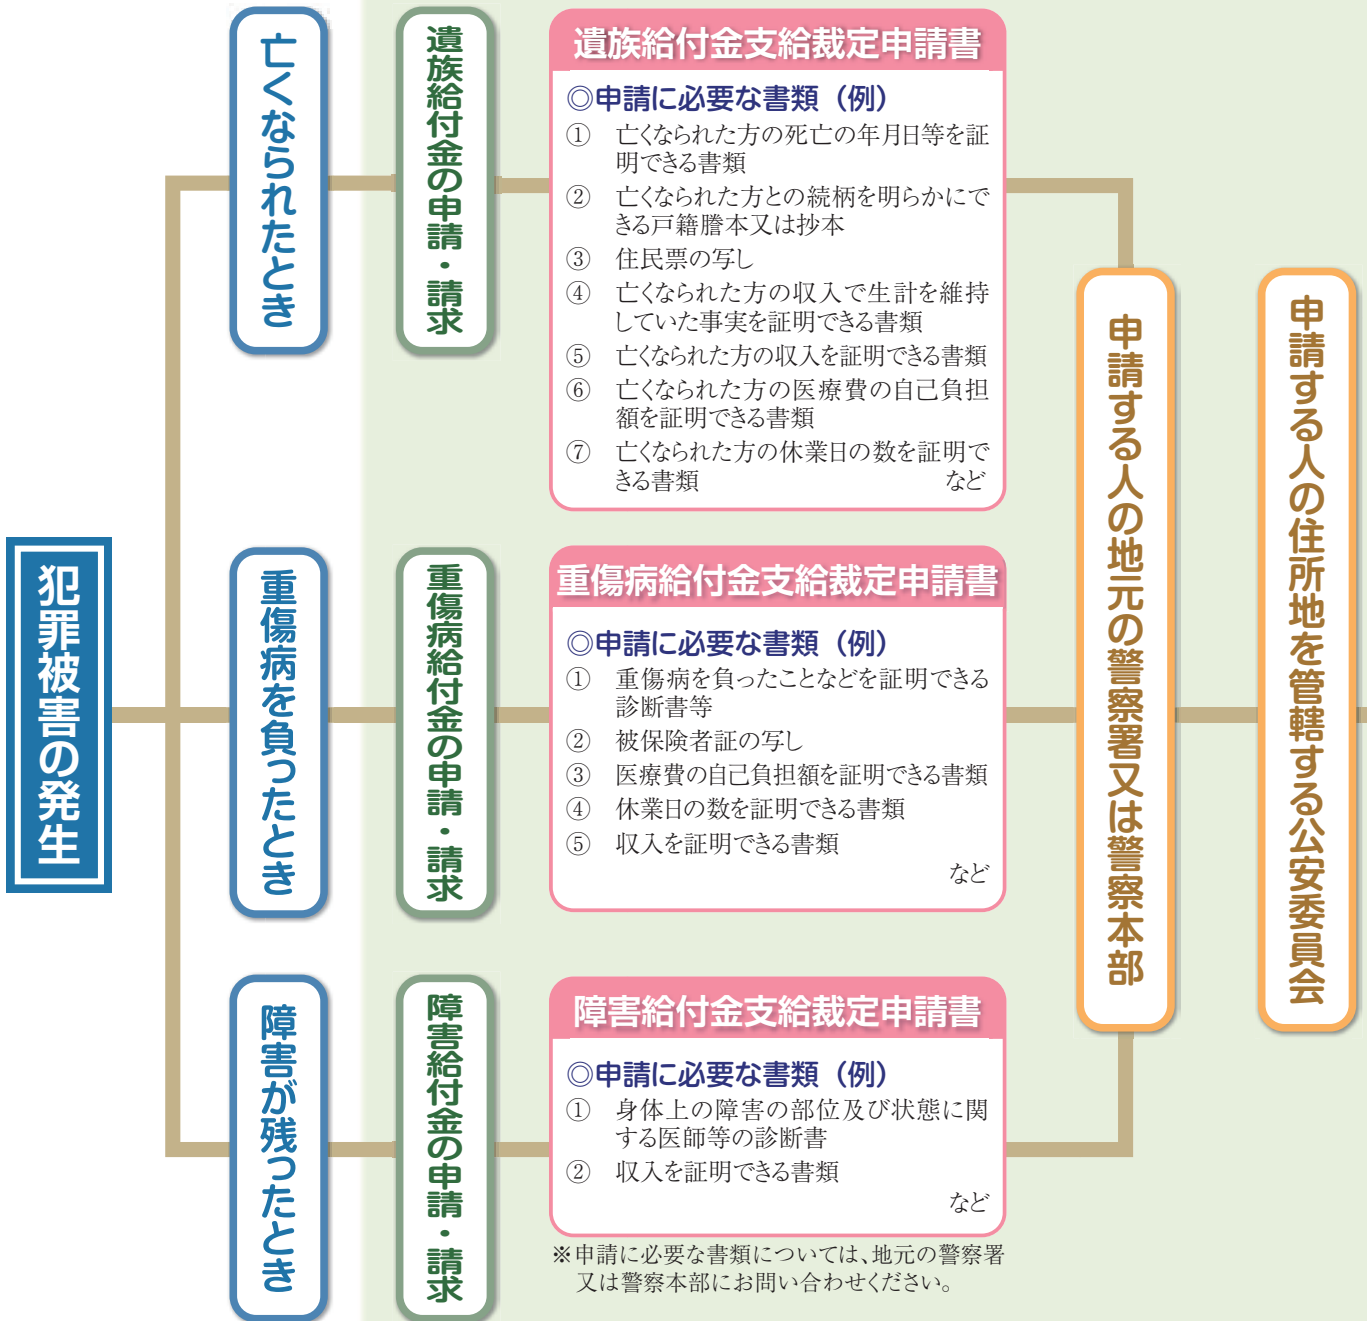 犯罪被害の発生
亡くなられたとき
遺族給付金の申請・請求
遺族給付金支給裁定申請書
◎申請に必要な書類（例）
① 亡くなられた方の死亡の年月日等を証
明できる書類
② 亡くなられた方との続柄を明らかにで
きる戸籍謄本又は抄本
③ 住民票の写し
④ 亡くなられた方の収入で生計を維持
していた事実を証明できる書類
⑤ 亡くなられた方の収入を証明できる書類
⑥ 亡くなられた方の医療費の自己負担
額を証明できる書類
⑦ 亡くなられた方の休業日の数を証明で
きる書類 など
重傷病を負ったとき
重傷病給付金の申請・請求
重傷病給付金支給裁定申請書
◎申請に必要な書類（例）
① 重傷病を負ったことなどを証明できる
診断書等
② 被保険者証の写し
③ 医療費の自己負担額を証明できる書類
④ 休業日の数を証明できる書類
⑤ 収入を証明できる書類
など
障害が残ったとき
障害給付金の申請・請求
障害給付金支給裁定申請書
◎申請に必要な書類（例）
① 身体上の障害の部位及び状態に関
する医師等の診断書
② 収入を証明できる書類
など
※申請に必要な書類については、地元の警察署
又は警察本部にお問い合わせください。
申請する人の地元の警察署又は警察本部
申請する人の住所地を管轄する公安委員会